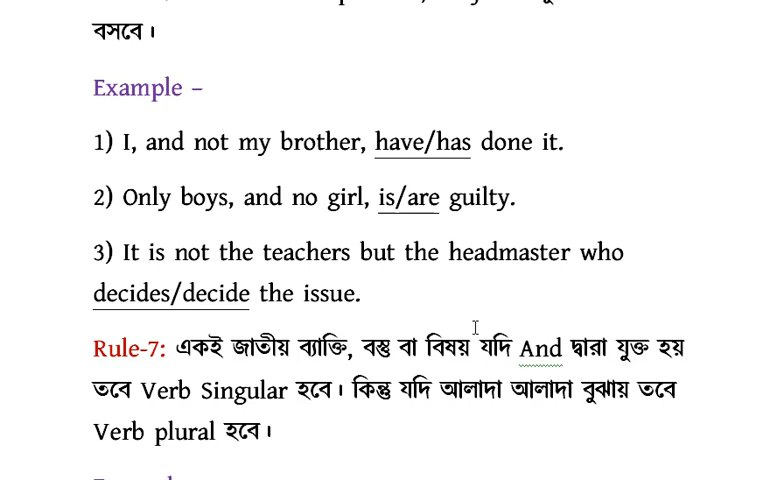 বসবে।
Example –
1) I, and not my brother, have/has done it.
2) Only boys, and no girl, is/are guilty.
3) It is not the teachers but the headmaster who
decides/decide the issue.
Rule-7: একই জাতীয় ব্যাক্তি, বস্তু বা বিষয় যদি And দ্বারা যুক্ত হয়
তবে Verb Singular হবে। কিন্তু যদি আলাদা আলাদা বুঝায় তবে
Verb plural হবে।